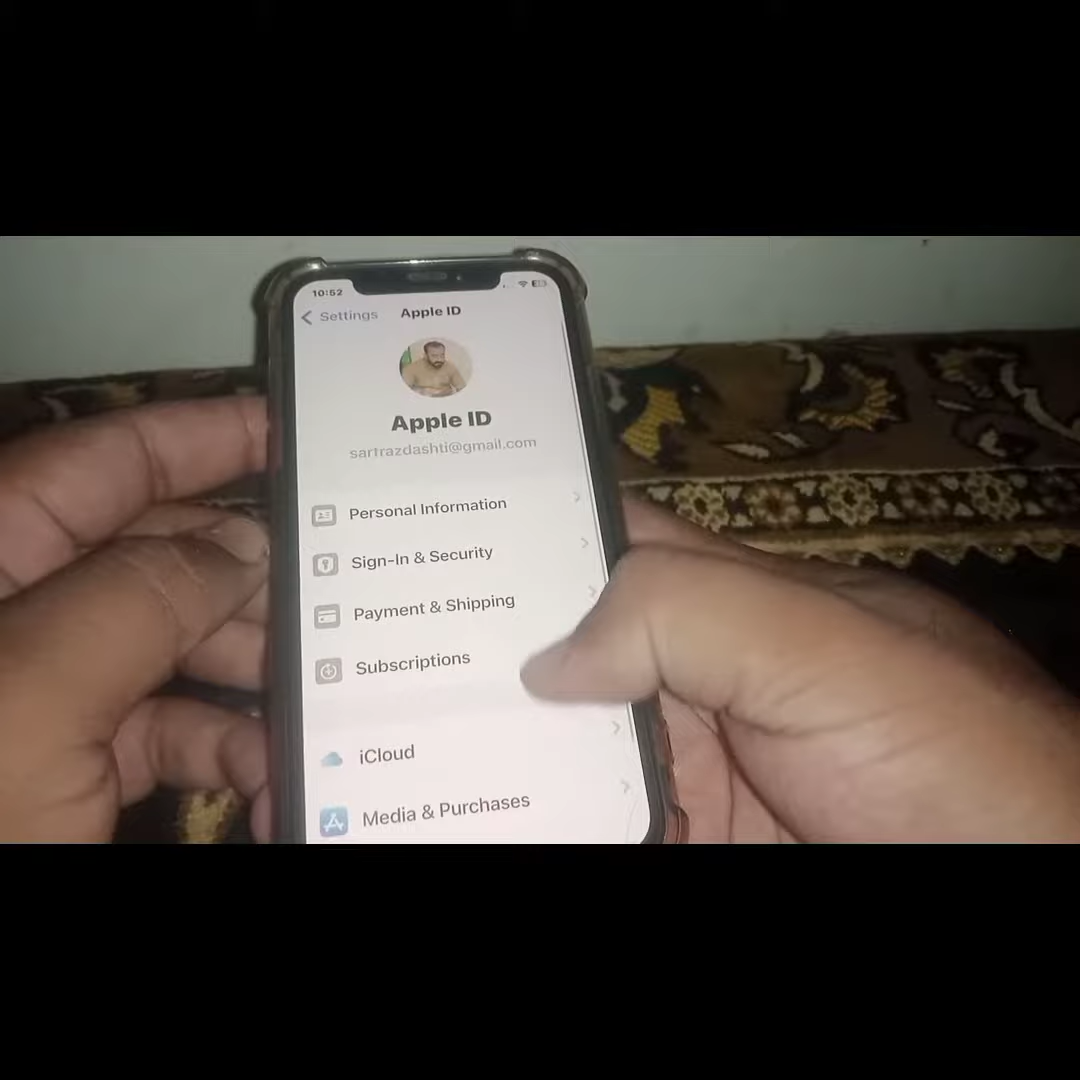 10:52
Settings
Apple ID
Apple ID
sarfrazdashti@gmail.com
Personal Information
Sign-In & Security
Payment & Shipping
Subscriptions
iCloud
Media & Purchases